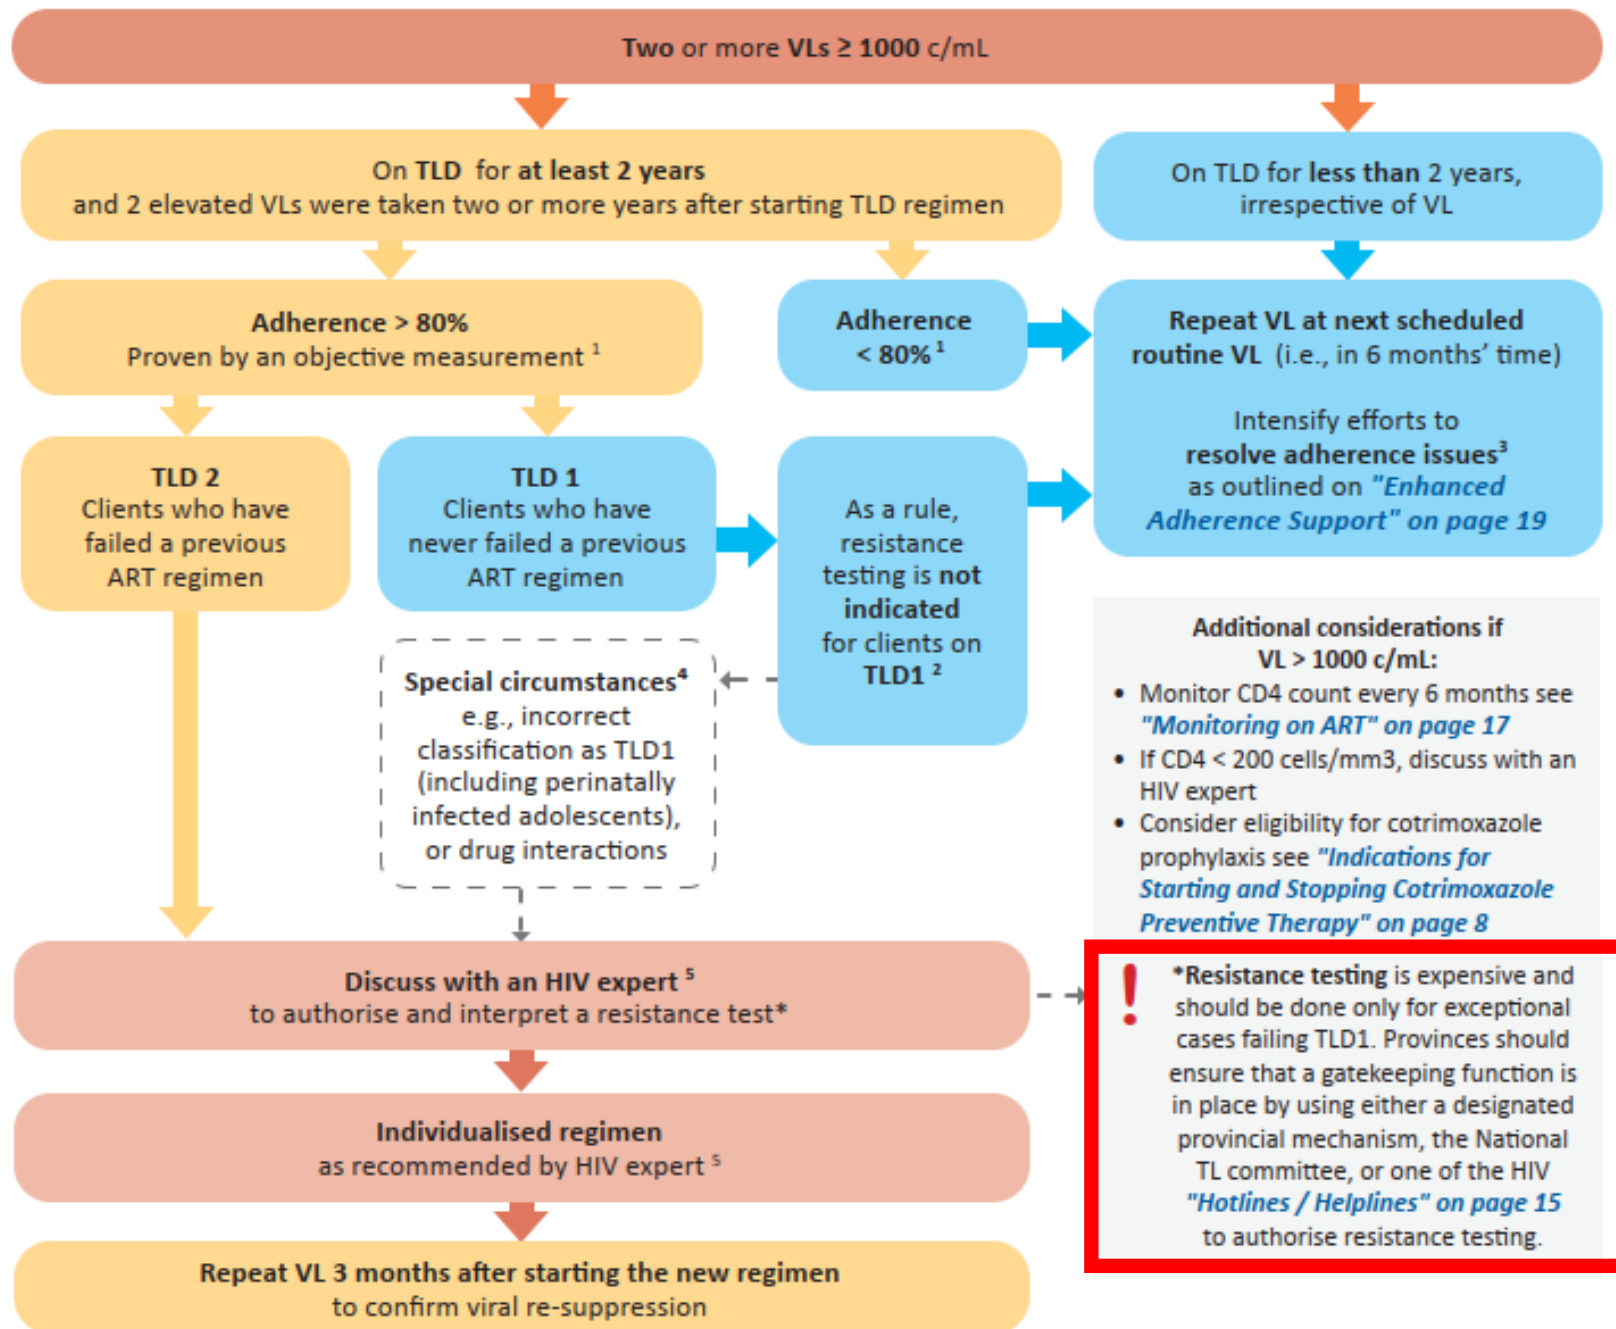 Two or more VLs ≥ 1000 c/mL
On TLD for at least 2 years
and 2 elevated VLs were taken two or more years after starting TLD regimen
On TLD for less than 2 years,
irrespective of VL
Adherence > 80%
Proven by an objective measurement ¹
Adherence
< 80% ¹
Repeat VL at next scheduled
routine VL (i.e., in 6 months’ time)
Intensify efforts to
resolve adherence issues³
as outlined on "Enhanced
Adherence Support" on page 19
TLD 2
Clients who have
failed a previous
ART regimen
TLD 1
Clients who have
never failed a previous
ART regimen
As a rule,
resistance
testing is not
indicated
for clients on
TLD1 ²
Special circumstances⁴
e.g., incorrect
classification as TLD1
(including perinatally
infected adolescents),
or drug interactions
Additional considerations if
VL > 1000 c/mL:
• Monitor CD4 count every 6 months see
"Monitoring on ART" on page 17
• If CD4 < 200 cells/mm3, discuss with an
HIV expert
• Consider eligibility for cotrimoxazole
prophylaxis see "Indications for
Starting and Stopping Cotrimoxazole
Preventive Therapy" on page 8
Discuss with an HIV expert ⁵
to authorise and interpret a resistance test*
! *Resistance testing is expensive and
should be done only for exceptional
cases failing TLD1. Provinces should
ensure that a gatekeeping function is
in place by using either a designated
provincial mechanism, the National
TL committee, or one of the HIV
"Hotlines / Helplines" on page 15
to authorise resistance testing.
Individualised regimen
as recommended by HIV expert ⁵
Repeat VL 3 months after starting the new regimen
to confirm viral re-suppression